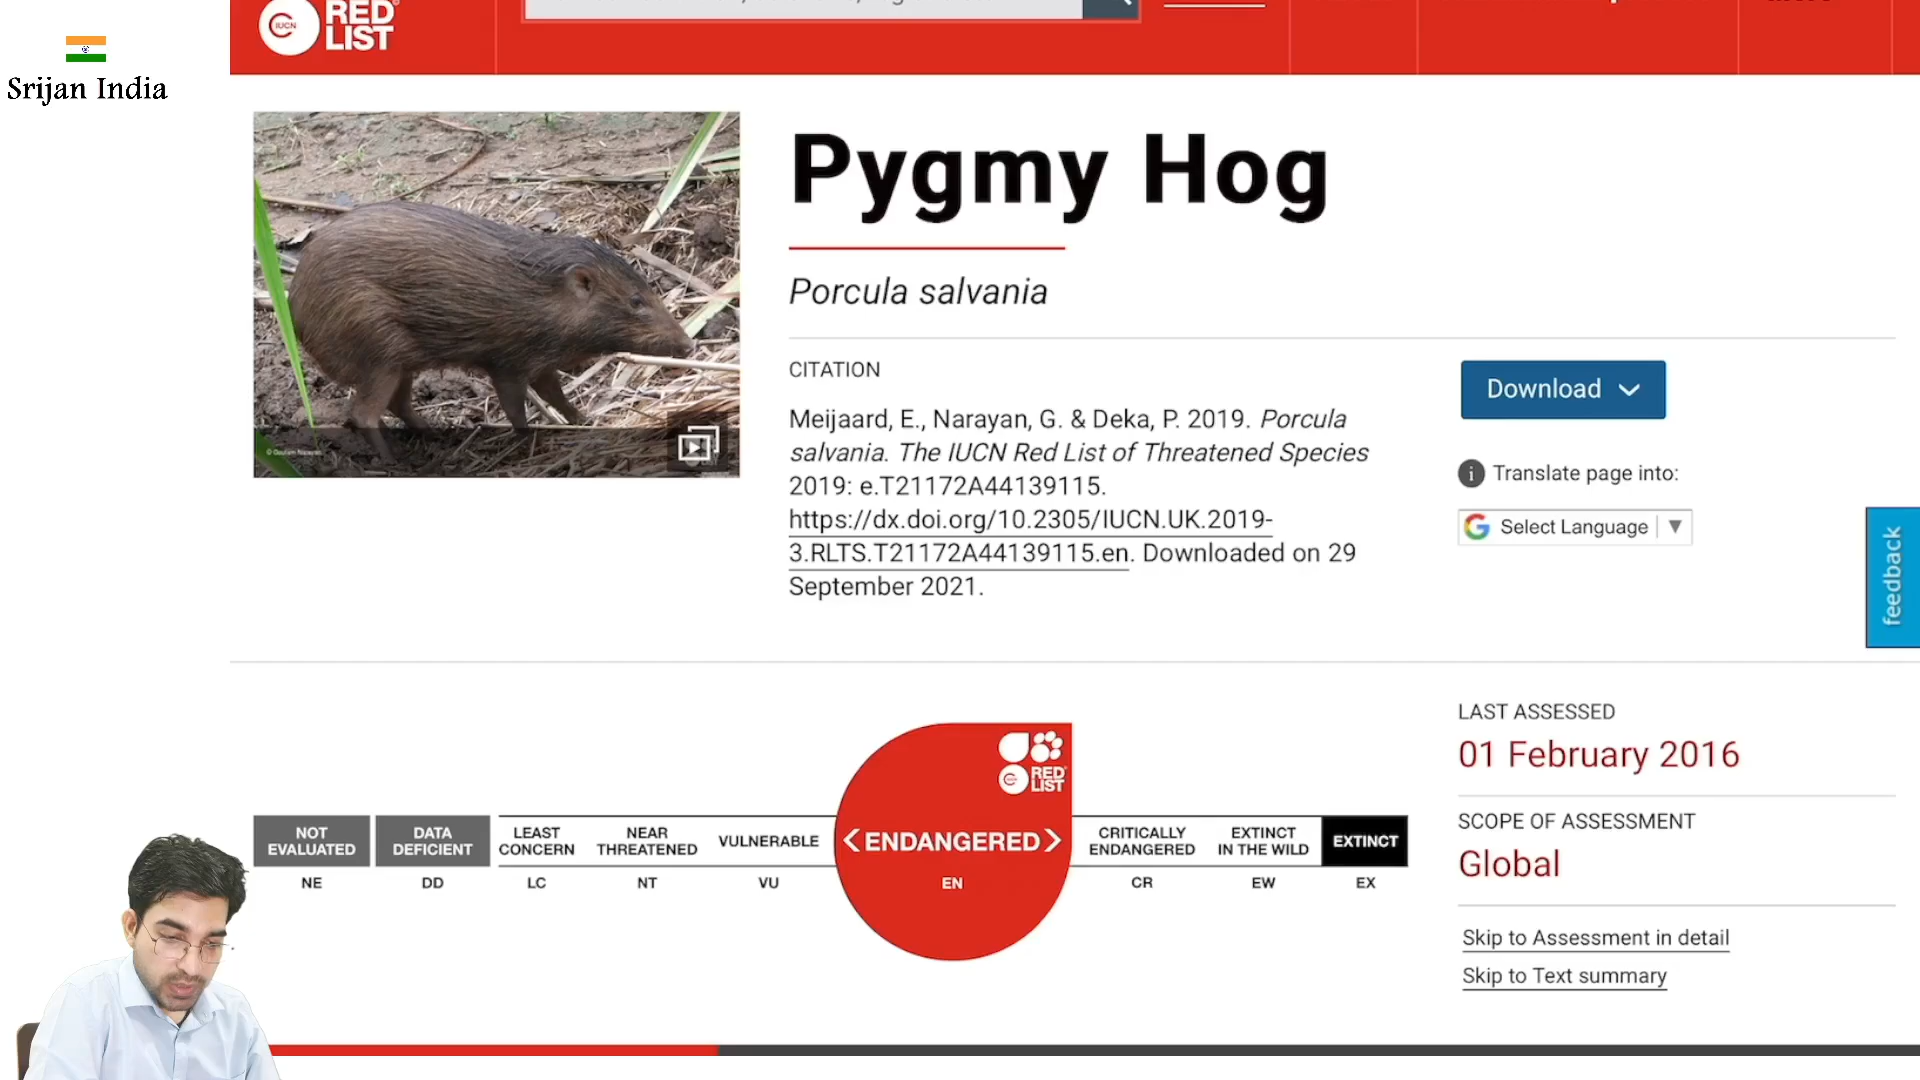 Srijan India
IUCN
RED
LIST
Pygmy Hog
Porcula salvania
CITATION
Meijaard, E., Narayan, G. & Deka, P. 2019. Porcula
salvania. The IUCN Red List of Threatened Species
2019: e.T21172A44139115.
https://dx.doi.org/10.2305/IUCN.UK.2019-
3.RLTS.T21172A44139115.en. Downloaded on 29
September 2021.
Download
Translate page into:
Select Language
feedback
LAST ASSESSED
01 February 2016
SCOPE OF ASSESSMENT
Global
Skip to Assessment in detail
Skip to Text summary
RED
LIST
NOT
EVALUATED
NE
DATA
DEFICIENT
DD
LEAST
CONCERN
LC
NEAR
THREATENED
NT
VULNERABLE
VU
<ENDANGERED>
EN
CRITICALLY
ENDANGERED
CR
EXTINCT
IN THE WILD
EW
EXTINCT
EX